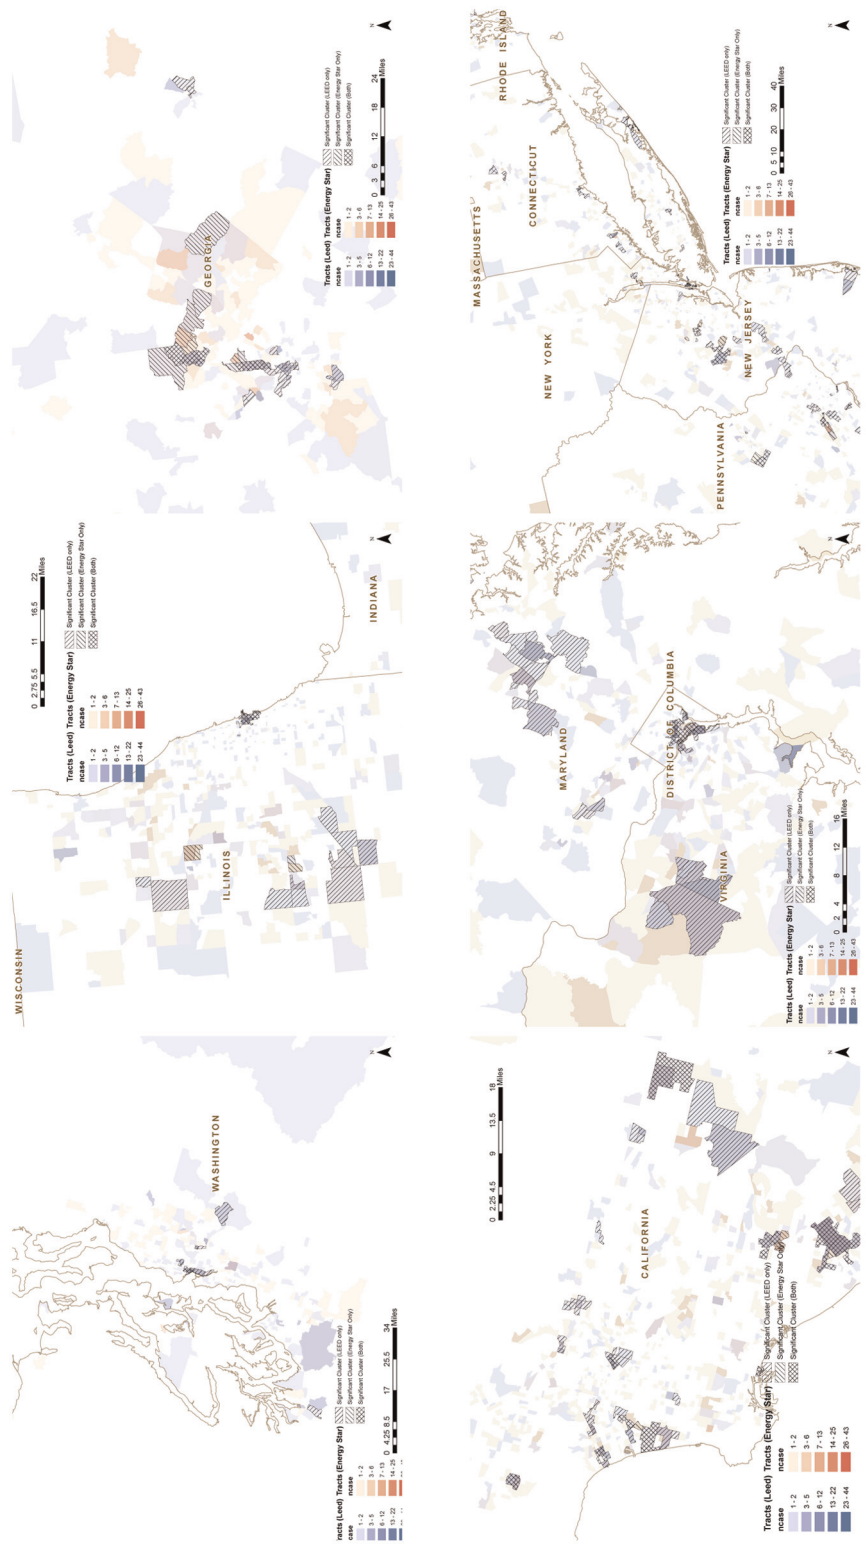 WASHINGTON
racts (Leed) Tracts (Energy Star)
case ncase
1 - 2 1 - 2
3 - 5 3 - 6
6 - 12 7 - 13
13 - 22 14 - 25
Significant Cluster (LEED only)
Significant Cluster (Energy Star Only)
Significant Cluster (Both)
0 4.25 8.5 17 25.5 34
Miles
N
WISCONSIN
0 2.75 5.5 11 16.5 22
Miles
Tracts (Leed) Tracts (Energy Star)
ncase ncase
1 - 2 1 - 2
3 - 5 3 - 6
6 - 12 7 - 13
13 - 22 14 - 25
23 - 44 26 - 43
Significant Cluster (LEED only)
Significant Cluster (Energy Star Only)
Significant Cluster (Both)
ILLINOIS
INDIANA
N
GEORGIA
Tracts (Leed) Tracts (Energy Star)
ncase ncase
1 - 2 1 - 2
3 - 5 3 - 6
6 - 12 7 - 13
13 - 22 14 - 25
23 - 44 26 - 43
Significant Cluster (LEED only)
Significant Cluster (Energy Star Only)
Significant Cluster (Both)
0 3 6 12 18 24
Miles
N
0 2.25 4.5 9 13.5 18
Miles
CALIFORNIA
Tracts (Leed) Tracts (Energy Star)
ncase ncase
1 - 2 1 - 2
3 - 5 3 - 6
6 - 12 7 - 13
13 - 22 14 - 25
23 - 44 26 - 43
Significant Cluster (LEED only)
Significant Cluster (Energy Star Only)
Significant Cluster (Both)
N
MARYLAND
DISTRICT OF COLUMBIA
VIRGINIA
Tracts (Leed) Tracts (Energy Star)
ncase ncase
1 - 2 1 - 2
3 - 5 3 - 6
6 - 12 7 - 13
13 - 22 14 - 25
23 - 44 26 - 43
Significant Cluster (LEED only)
Significant Cluster (Energy Star Only)
Significant Cluster (Both)
0 2 4 8 12 16
Miles
N
MASSACHUSETTS
RHODE ISLAND
CONNECTICUT
NEW YORK
NEW JERSEY
PENNSYLVANIA
Tracts (Leed) Tracts (Energy Star)
ncase ncase
1 - 2 1 - 2
3 - 5 3 - 6
6 - 12 7 - 13
13 - 22 14 - 25
23 - 44 26 - 43
Significant Cluster (LEED only)
Significant Cluster (Energy Star Only)
Significant Cluster (Both)
0 5 10 20 30 40
Miles
N